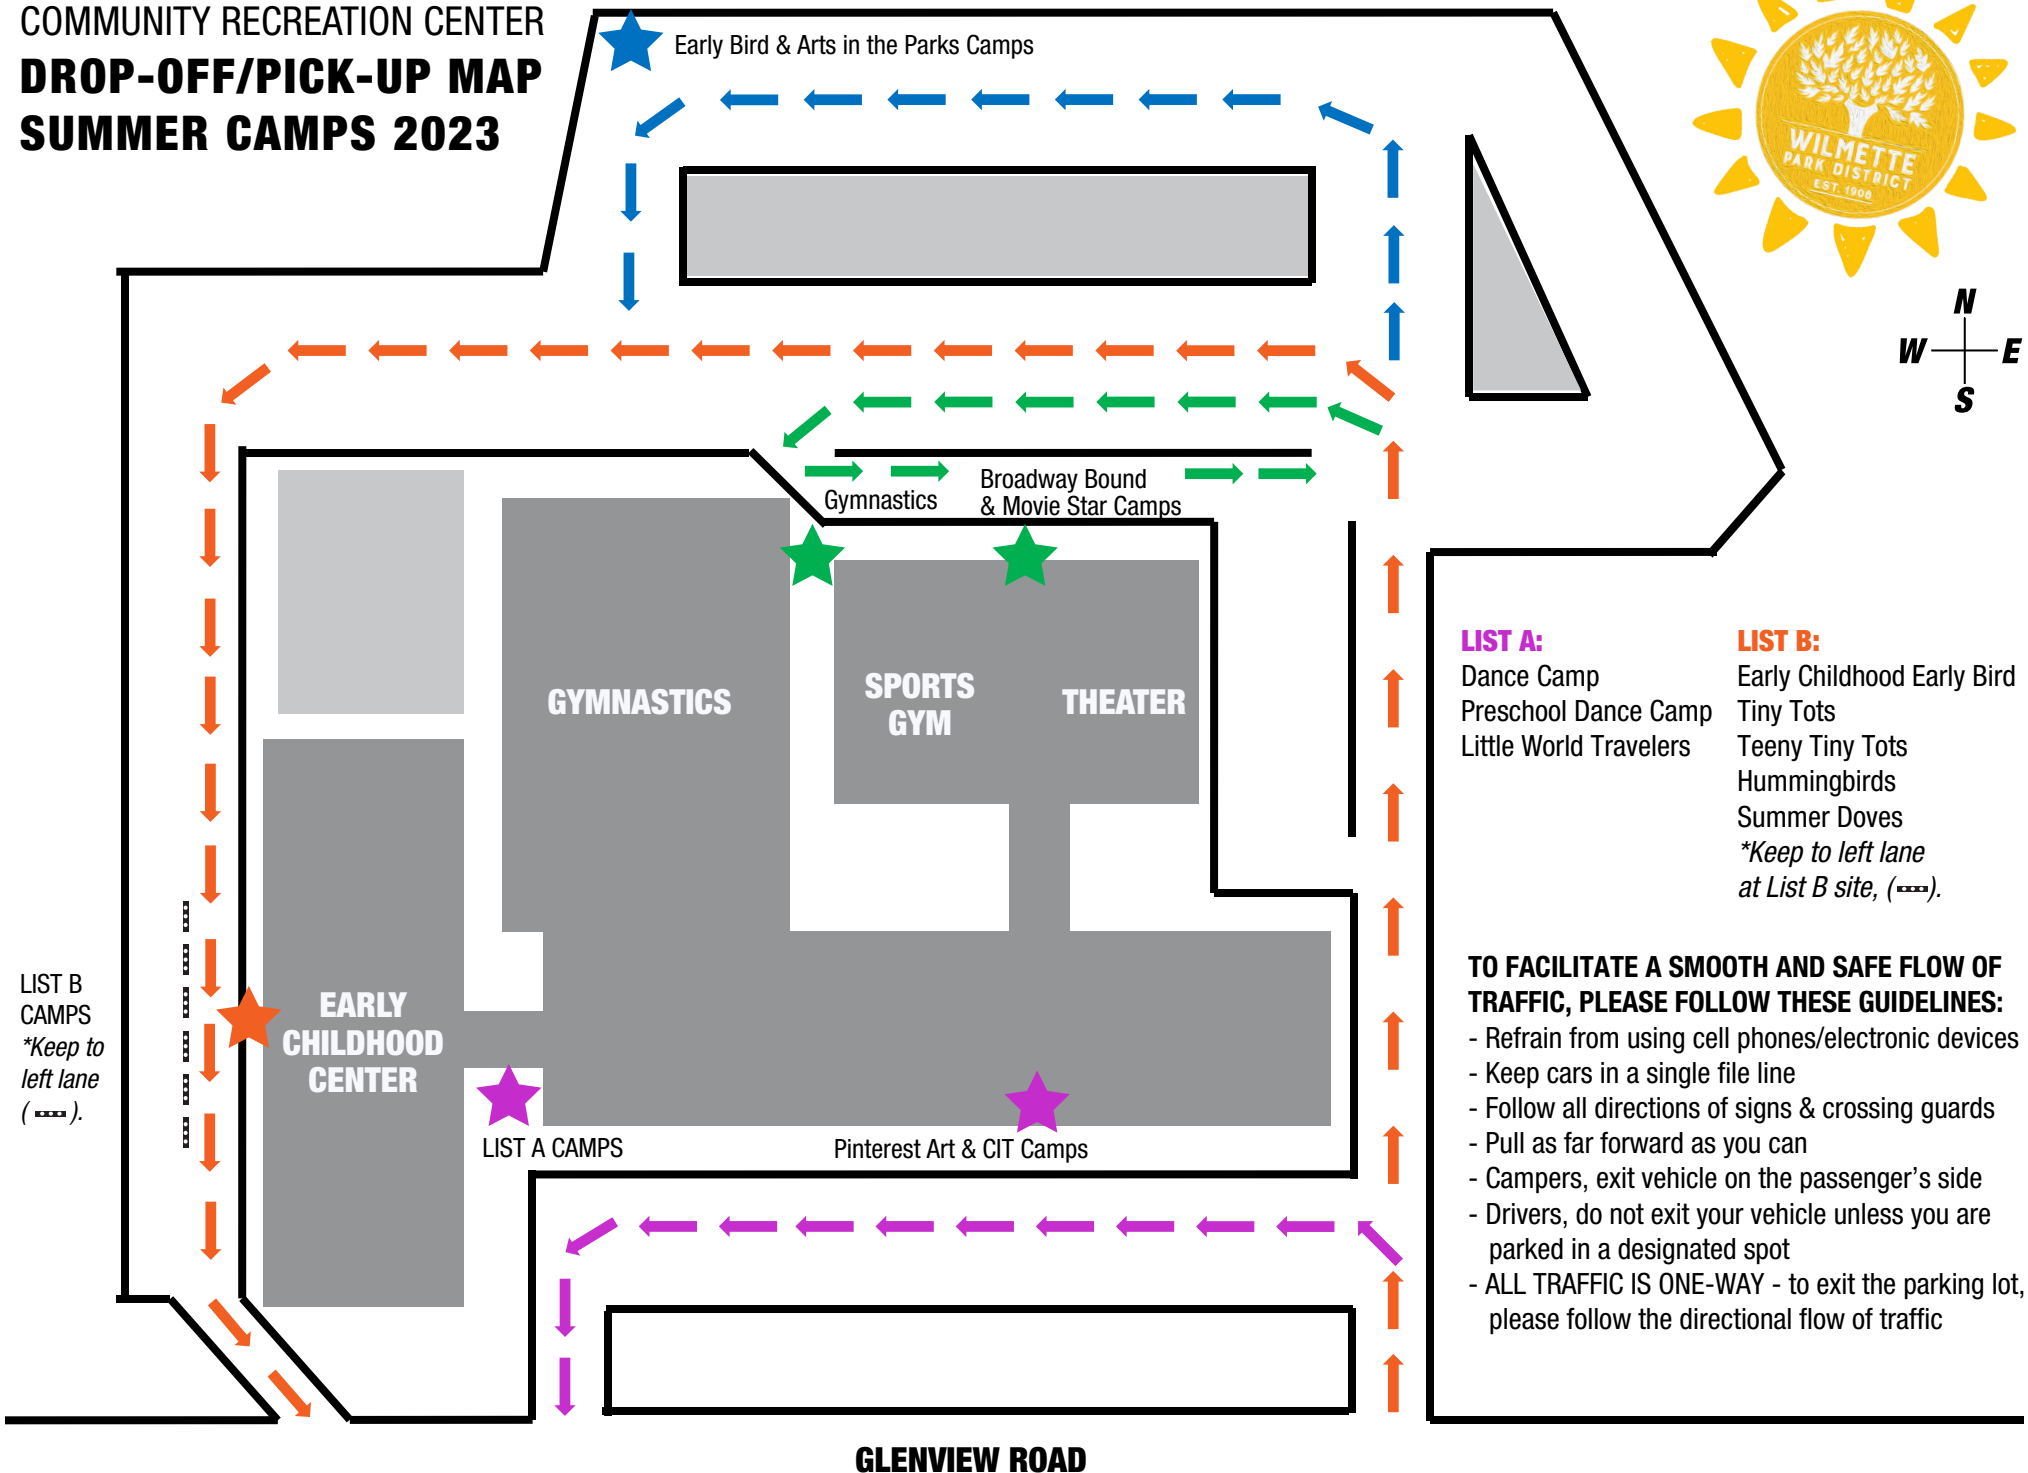 COMMUNITY RECREATION CENTER
DROP-OFF/PICK-UP MAP
SUMMER CAMPS 2023
Early Bird & Arts in the Parks Camps
WILMETTE
PARK DISTRICT
EST. 1908
N
W E
S
Gymnastics
Broadway Bound
& Movie Star Camps
GYMNASTICS
SPORTS
GYM
THEATER
EARLY
CHILDHOOD
CENTER
LIST B
CAMPS
*Keep to
left lane
( ).
LIST A CAMPS
Pinterest Art & CIT Camps
LIST A:
Dance Camp
Preschool Dance Camp
Little World Travelers
LIST B:
Early Childhood Early Bird
Tiny Tots
Teeny Tiny Tots
Hummingbirds
Summer Doves
*Keep to left lane
at List B site, ( ).
TO FACILITATE A SMOOTH AND SAFE FLOW OF
TRAFFIC, PLEASE FOLLOW THESE GUIDELINES:
- Refrain from using cell phones/electronic devices
- Keep cars in a single file line
- Follow all directions of signs & crossing guards
- Pull as far forward as you can
- Campers, exit vehicle on the passenger's side
- Drivers, do not exit your vehicle unless you are
parked in a designated spot
- ALL TRAFFIC IS ONE-WAY - to exit the parking lot,
please follow the directional flow of traffic
GLENVIEW ROAD